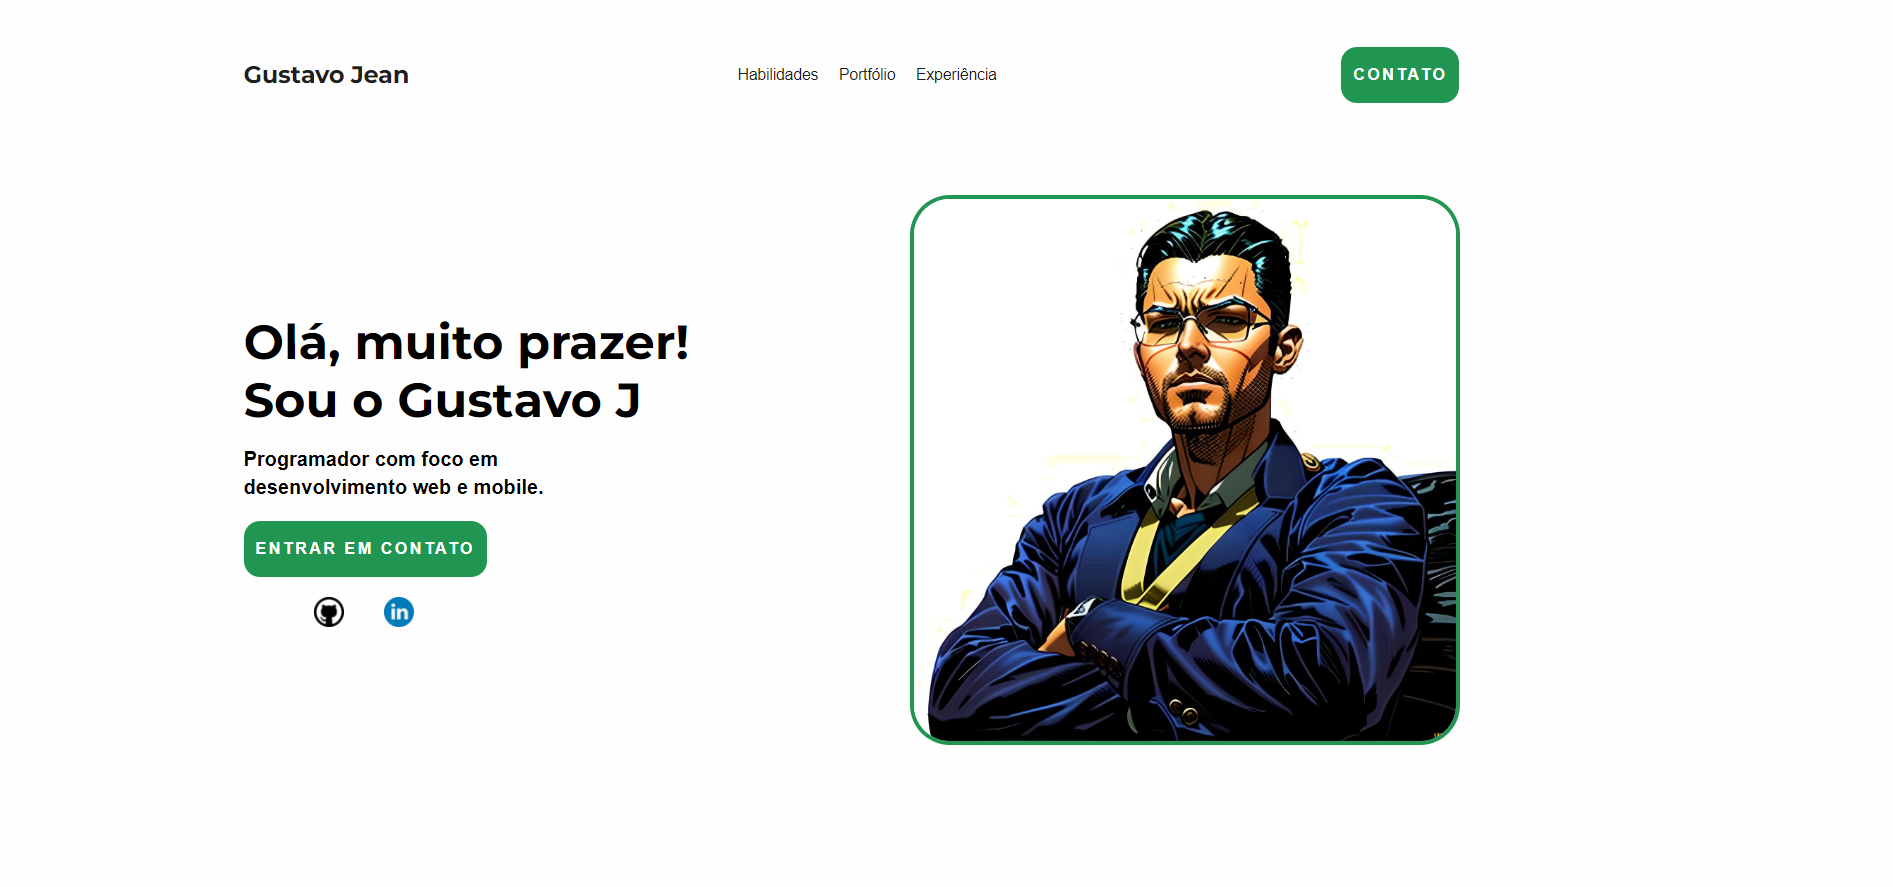 Gustavo Jean
Habilidades Portfólio Experiência
CONTATO
Olá, muito prazer!
Sou o Gustavo J
Programador com foco em
desenvolvimento web e mobile.
ENTRAR EM CONTATO
in